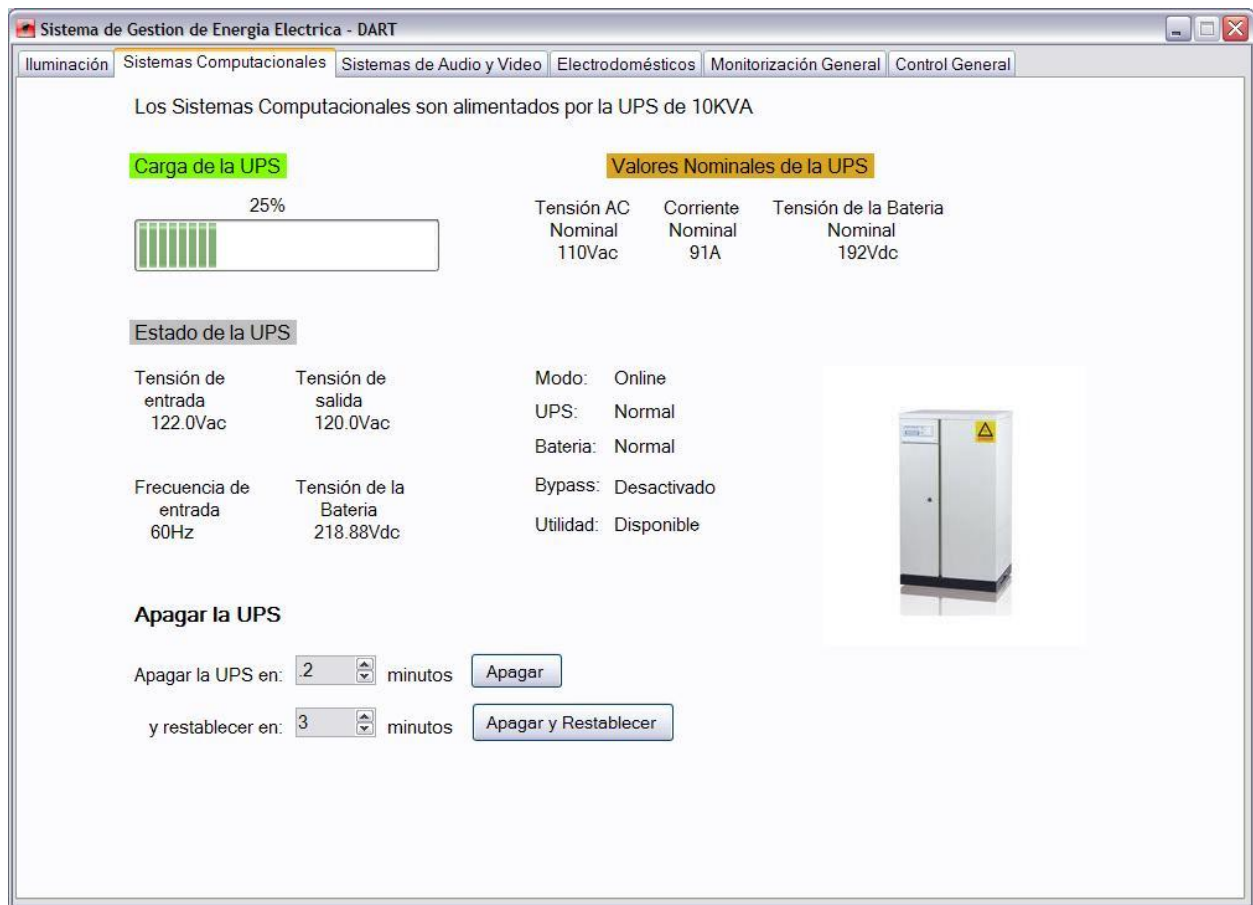 Sistema de Gestion de Energia Electrica - DART
Iluminación Sistemas Computacionales Sistemas de Audio y Video Electrodomésticos Monitorización General Control General
Los Sistemas Computacionales son alimentados por la UPS de 10KVA
Carga de la UPS
25%
Valores Nominales de la UPS
Tensión AC
Nominal
110Vac
Corriente
Nominal
91A
Tensión de la Bateria
Nominal
192Vdc
Estado de la UPS
Tensión de
entrada
122.0Vac
Tensión de
salida
120.0Vac
Frecuencia de
entrada
60Hz
Tensión de la
Bateria
218.88Vdc
Modo: Online
UPS: Normal
Bateria: Normal
Bypass: Desactivado
Utilidad: Disponible
Apagar la UPS
Apagar la UPS en: .2 minutos Apagar
y restablecer en: 3 minutos Apagar y Restablecer